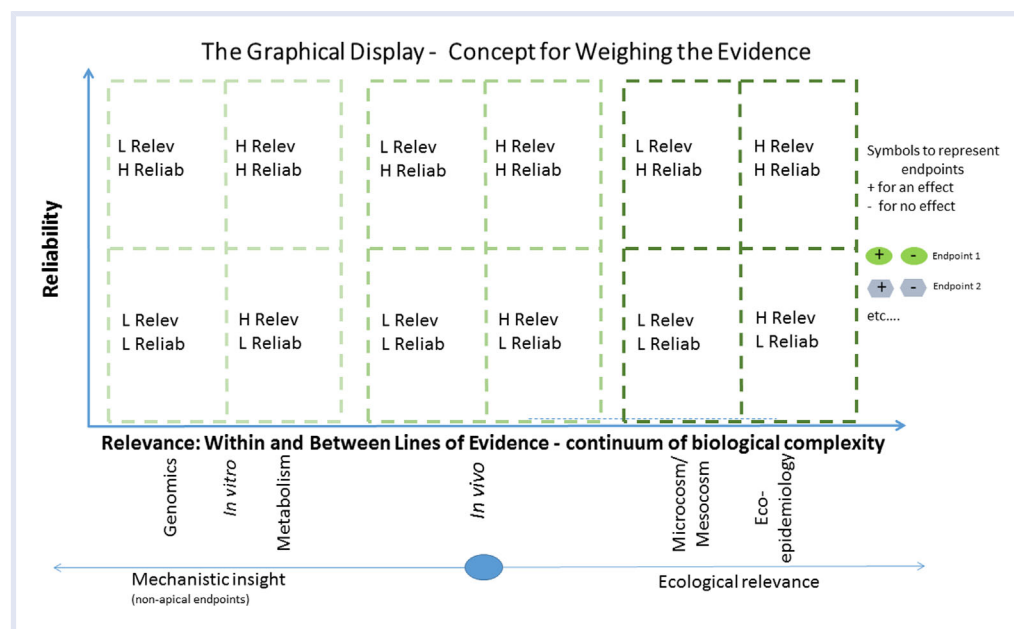 The Graphical Display - Concept for Weighing the Evidence
Reliability
L Relev
H Reliab
H Relev
H Reliab
L Relev
H Reliab
H Relev
H Reliab
L Relev
H Reliab
H Relev
H Reliab
L Relev
L Reliab
H Relev
L Reliab
L Relev
L Reliab
H Relev
L Reliab
L Relev
L Reliab
H Relev
L Reliab
Symbols to represent
endpoints
+ for an effect
- for no effect
+ - Endpoint 1
+ - Endpoint 2
etc....
Relevance: Within and Between Lines of Evidence - continuum of biological complexity
Genomics
In vitro
Metabolism
In vivo
Microcosm/
Mesocosm
Eco-
epidemiology
Mechanistic insight
(non-apical endpoints)
Ecological relevance